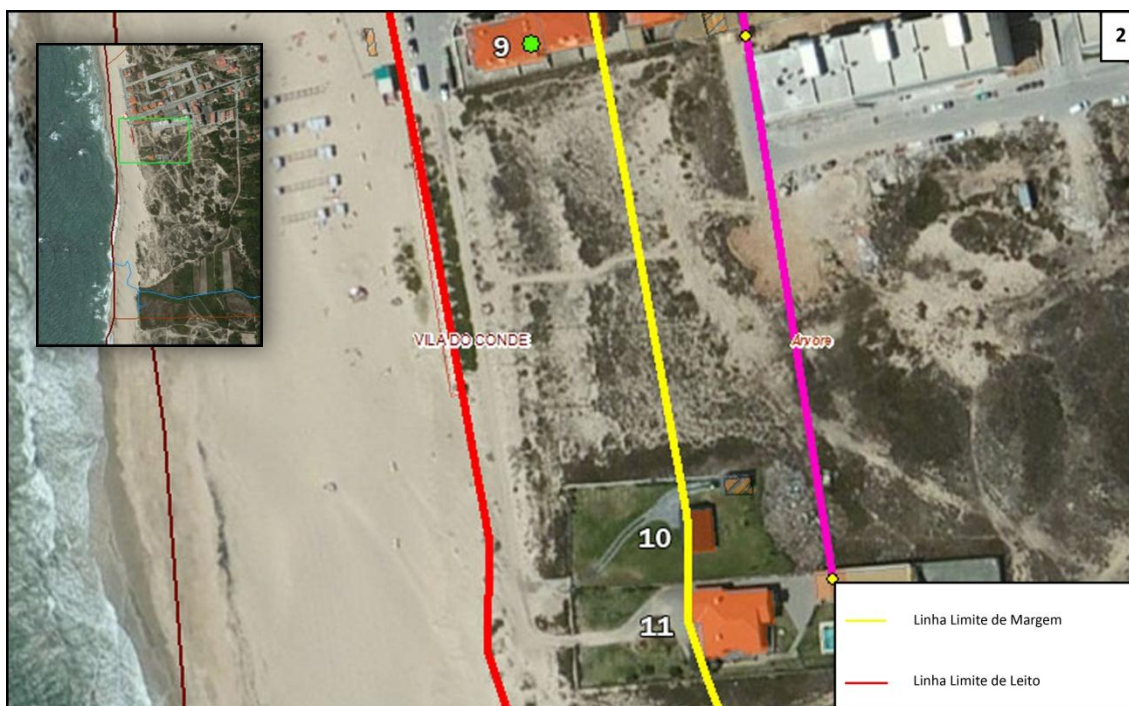 2
9
VILA DO CONDE
Árvore
10
11
Linha Limite de Margem
Linha Limite de Leito